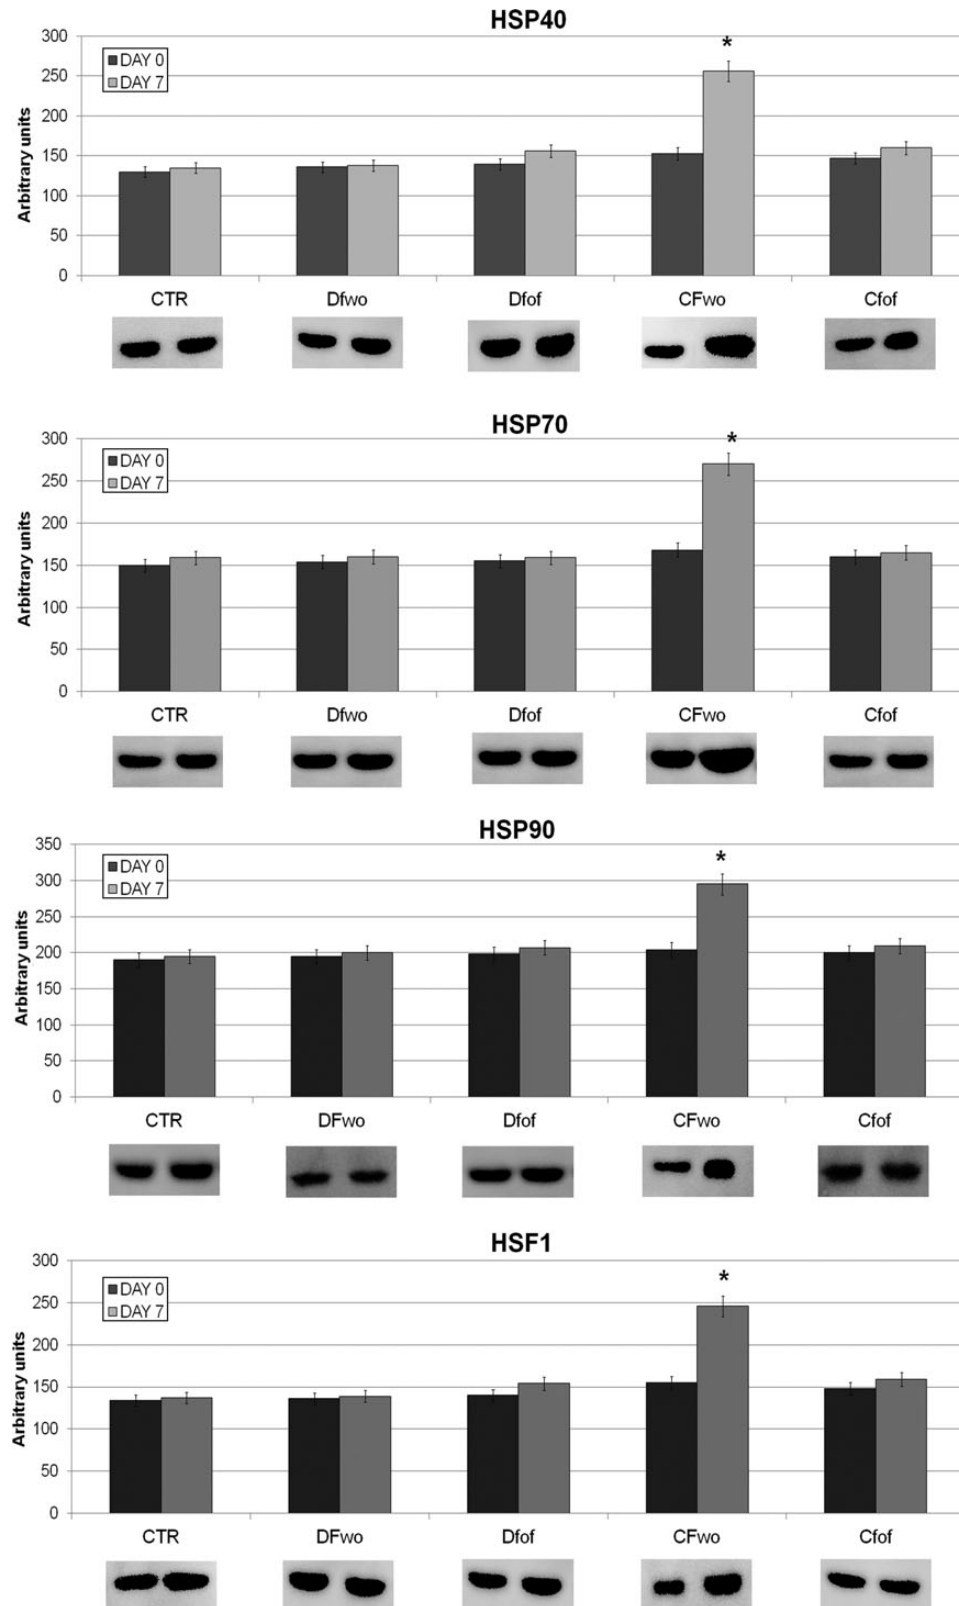 HSP40
300
250
200
150
100
50
0
Arbitrary units
DAY 0
DAY 7
*
CTR Dfwo Dfof CFwo Cfof
HSP70
300
250
200
150
100
50
0
Arbitrary units
DAY 0
DAY 7
*
CTR Dfwo Dfof CFwo Cfof
HSP90
350
300
250
200
150
100
50
0
Arbitrary units
DAY 0
DAY 7
*
CTR DFwo Dfof CFwo Cfof
HSF1
300
250
200
150
100
50
0
Arbitrary units
DAY 0
DAY 7
*
CTR DFwo Dfof CFwo Cfof